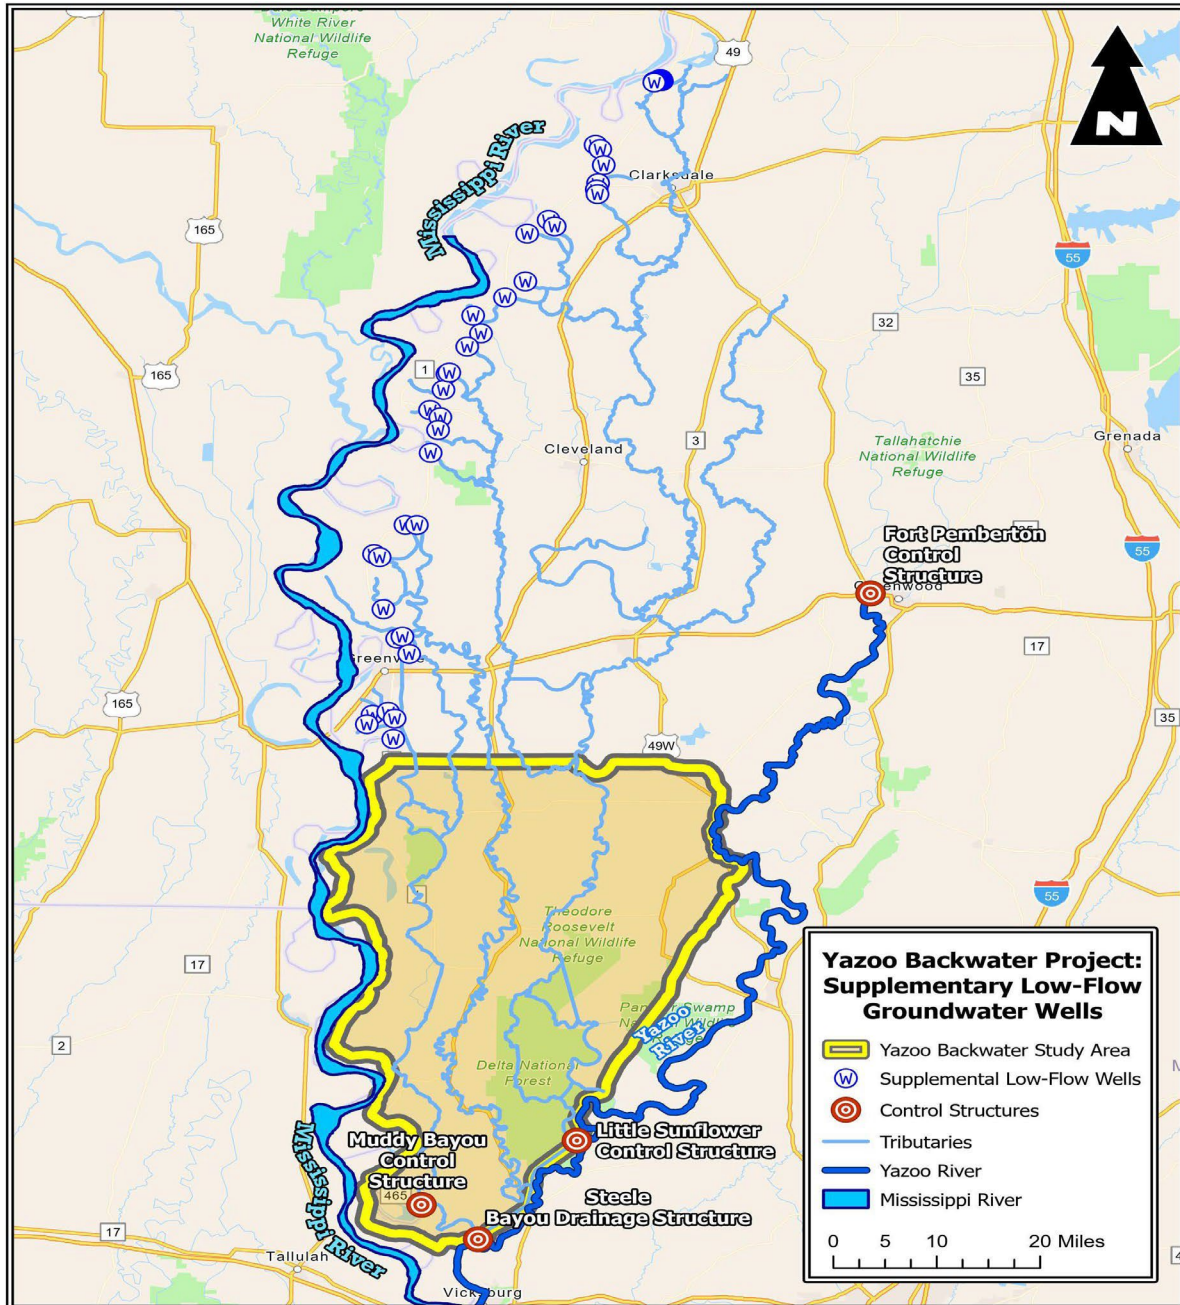 White River
National Wildlife
Refuge
49
N
Mississippi River
Clarksdale
165
55
32
1
165
35
3
Cleveland
Grenada
Tallahatchie
National Wildlife
Refuge
Fort Pemberton
Control
Structure
55
17
165
35
49W
55
Theodore
Roosevelt
National Wildlife
Refuge
17
2
Yazoo
River
Delta National
Forest
Mississippi River
Muddy Bayou
Control
Structure
465
Little Sunflower
Control Structure
Steele
Bayou Drainage Structure
17
Tallulah
Vicksburg
Yazoo Backwater Project:
Supplementary Low-Flow
Groundwater Wells
Yazoo Backwater Study Area
W Supplemental Low-Flow Wells
Control Structures
Tributaries
Yazoo River
Mississippi River
0 5 10 20 Miles